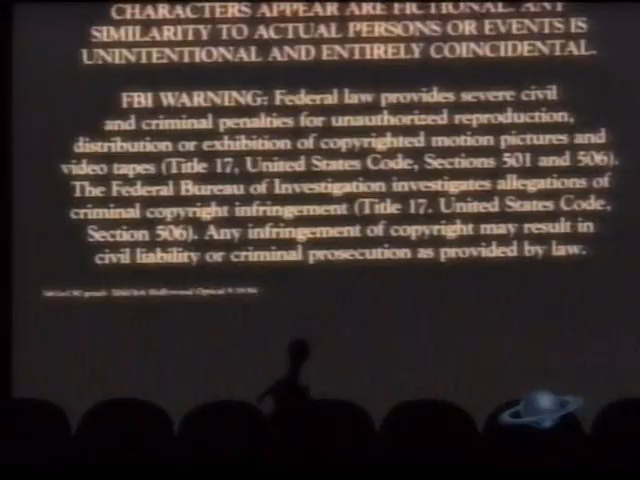 CHARACTERS APPEAR ARE FICTIONAL. ANY
SIMILARITY TO ACTUAL PERSONS OR EVENTS IS
UNINTENTIONAL AND ENTIRELY COINCIDENTAL.
FBI WARNING: Federal law provides severe civil
and criminal penalties for unauthorized reproduction,
distribution or exhibition of copyrighted motion pictures and
video tapes (Title 17, United States Code, Sections 501 and 506).
The Federal Bureau of Investigation investigates allegations of
criminal copyright infringement (Title 17, United States Code,
Section 506). Any infringement of copyright may result in
civil liability or criminal prosecution as provided by law.